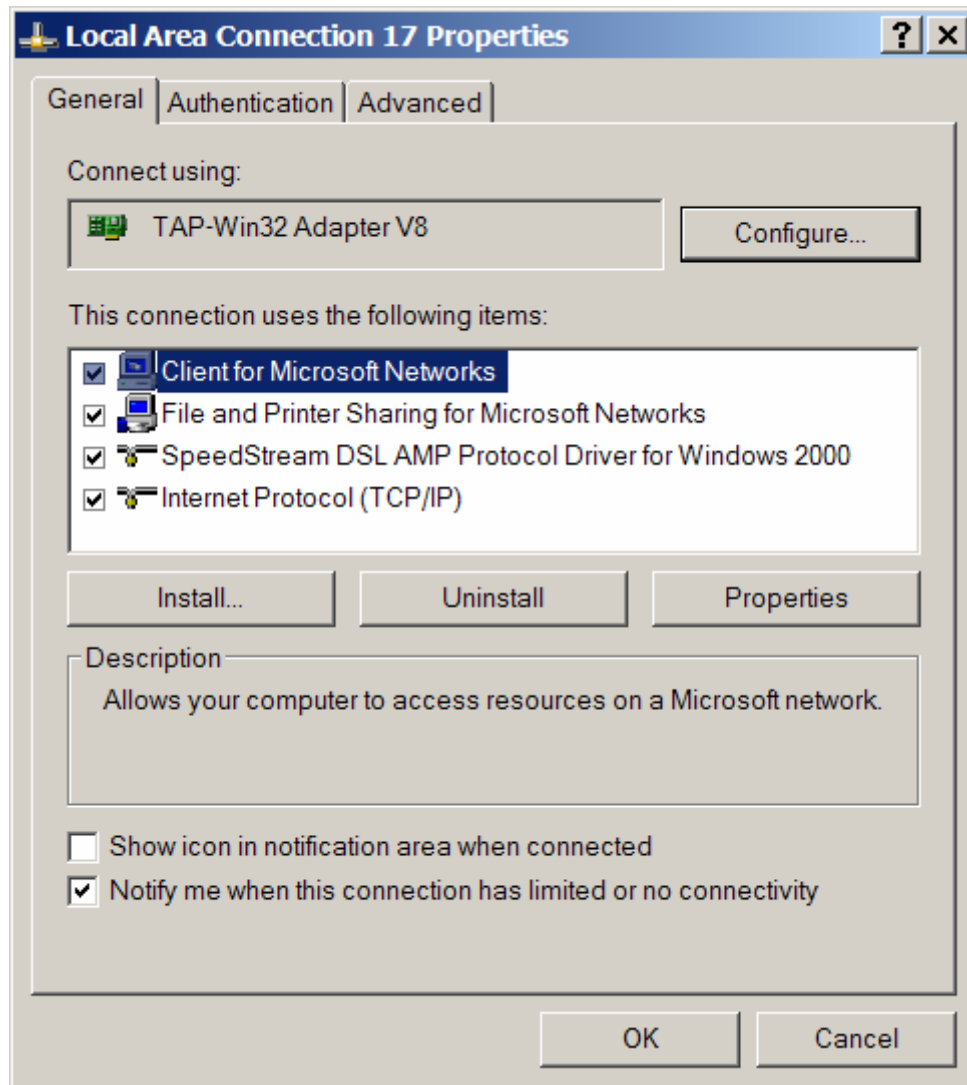 Local Area Connection 17 Properties
General Authentication Advanced
Connect using:
TAP-Win32 Adapter V8 Configure...
This connection uses the following items:
Client for Microsoft Networks
File and Printer Sharing for Microsoft Networks
SpeedStream DSL AMP Protocol Driver for Windows 2000
Internet Protocol (TCP/IP)
Install... Uninstall Properties
Description
Allows your computer to access resources on a Microsoft network.
Show icon in notification area when connected
Notify me when this connection has limited or no connectivity
OK Cancel